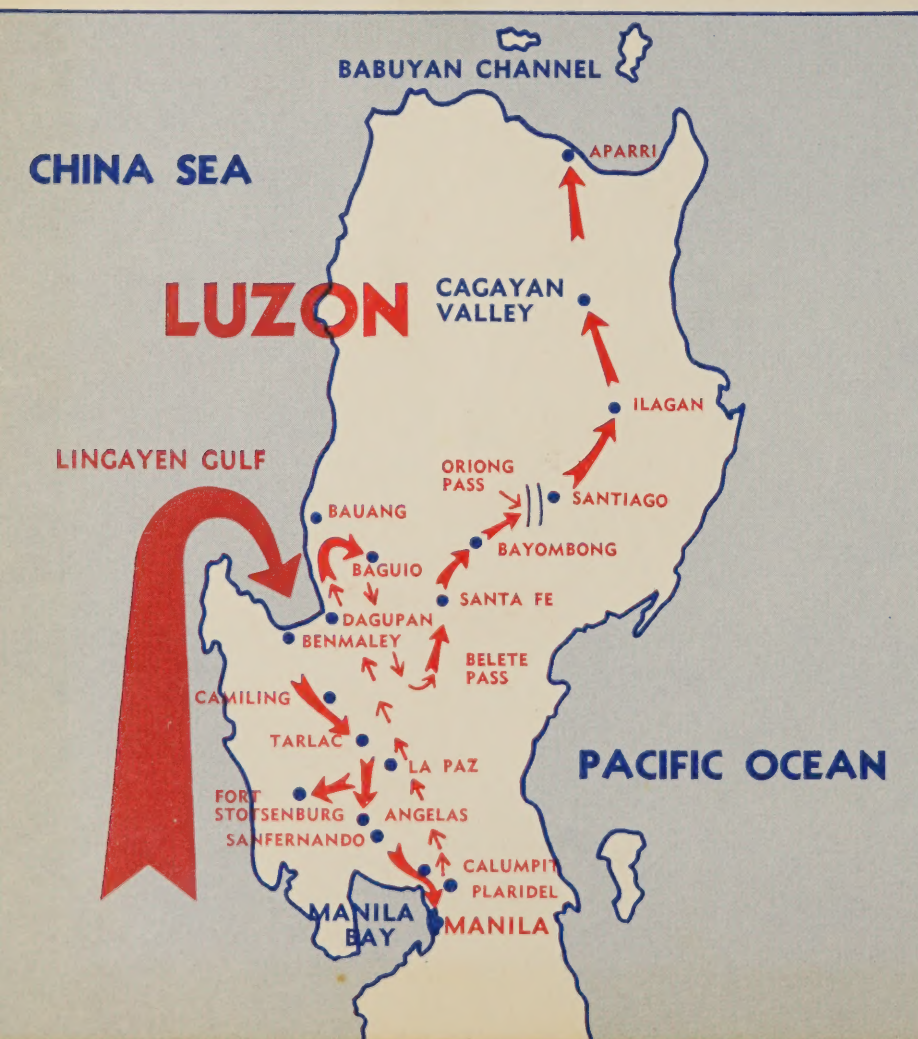 BABUYAN CHANNEL
APARRI
CHINA SEA
LUZON
CAGAYAN
VALLEY
ILAGAN
LINGAYEN GULF
ORIONG
PASS
SANTIAGO
BAUANG
BAYOMBONG
BAGUIO
SANTA FE
DAGUPAN
BENMALEY
BELETE
PASS
CAMILING
TARLAC
LA PAZ
PACIFIC OCEAN
FORT
STOTSENBURG
ANGELAS
SANFERNANDO
CALUMPIT
PLARIDEL
MANILA
BAY
MANILA